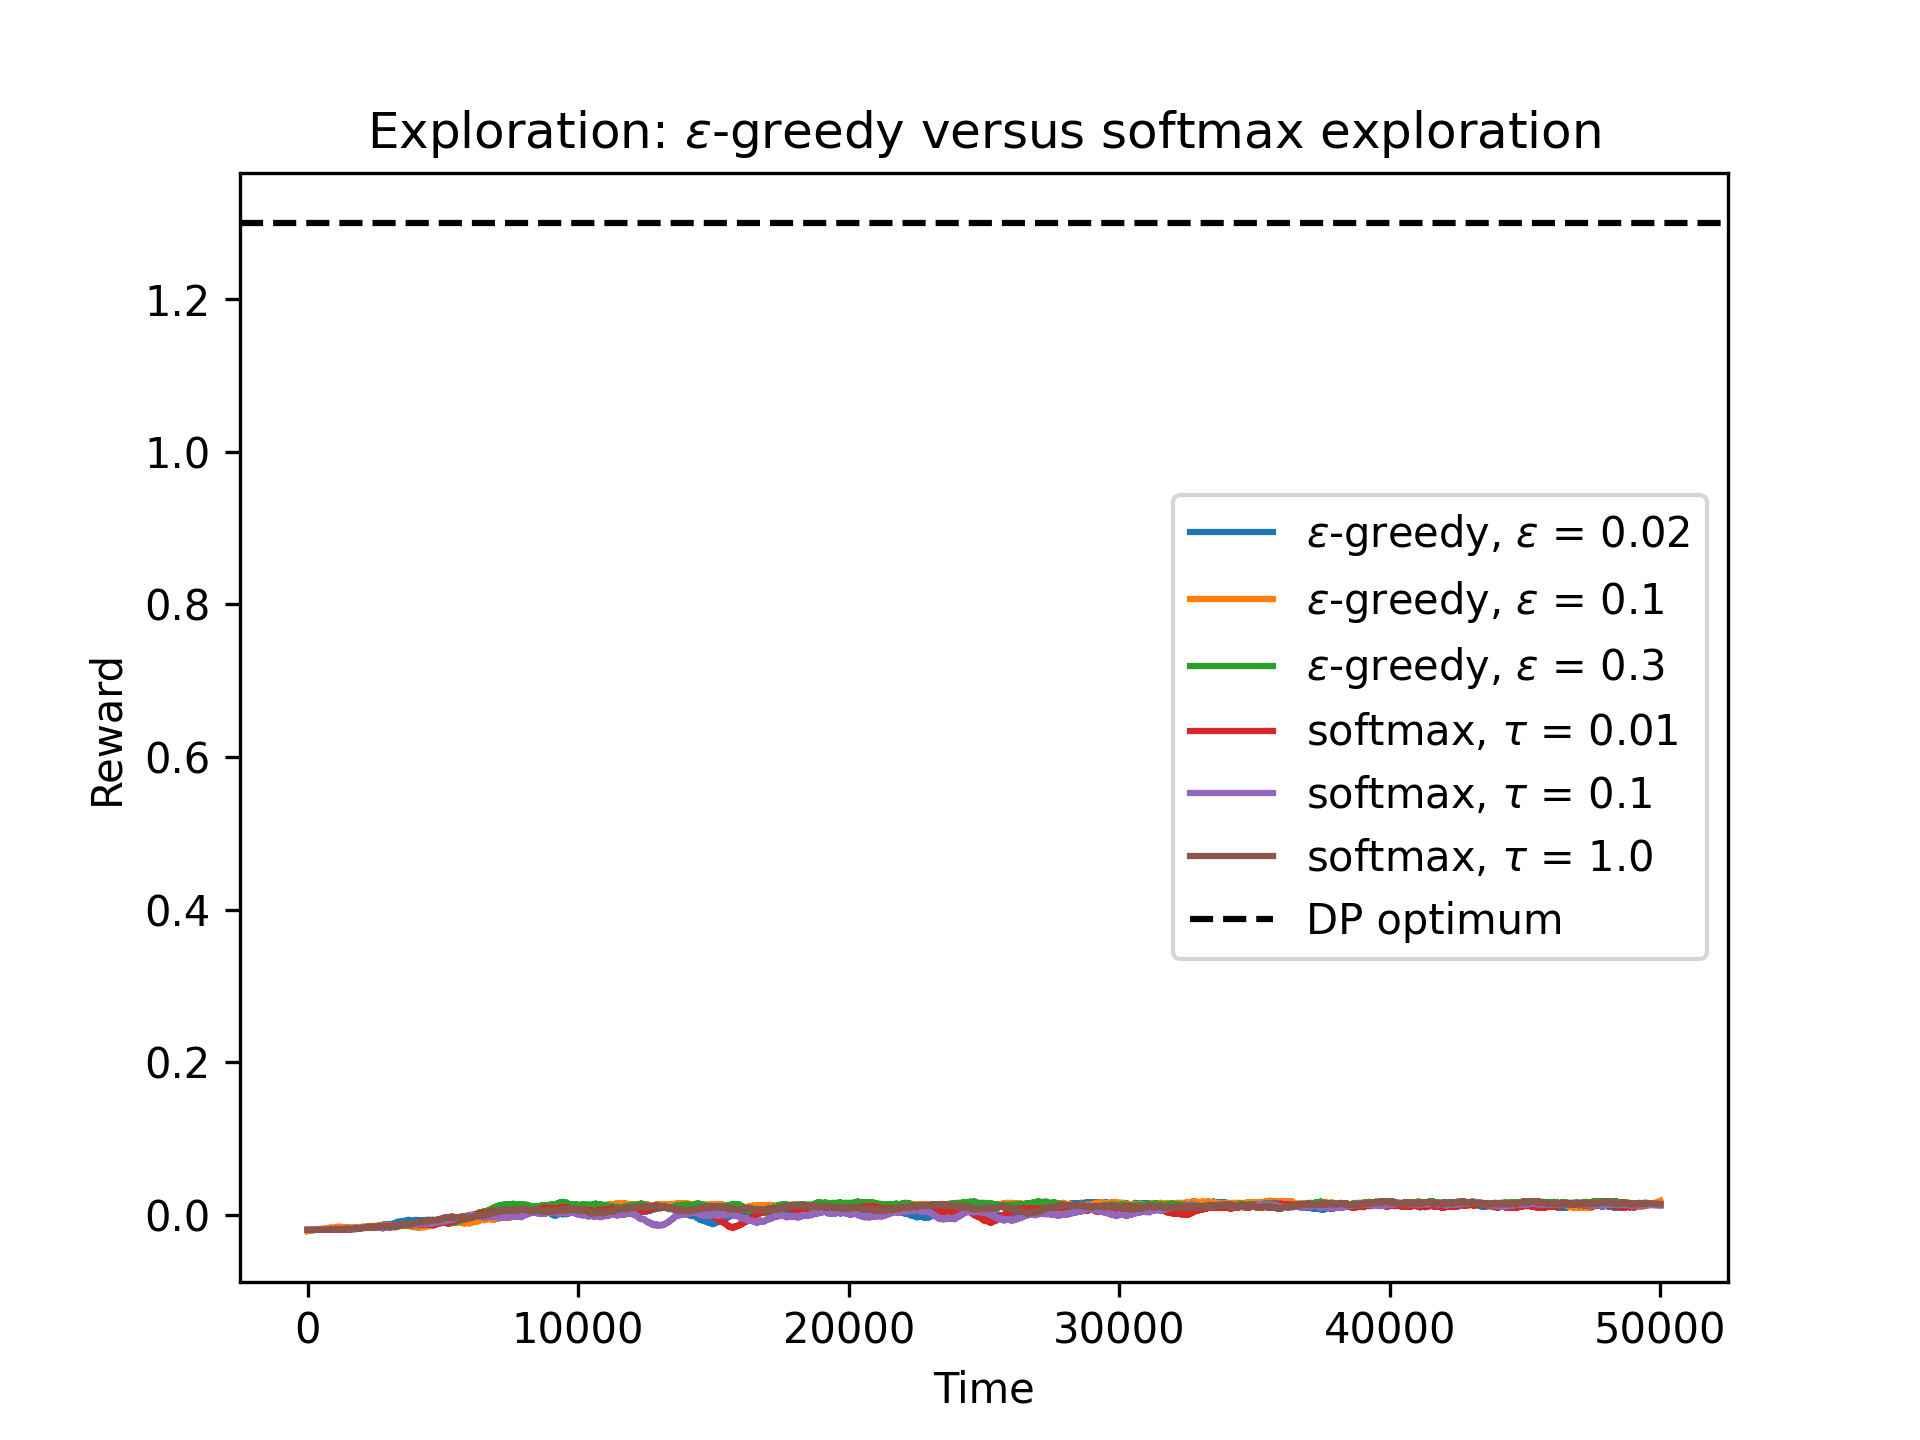 Exploration: ε-greedy versus softmax exploration
Reward
1.2
1.0
0.8
0.6
0.4
0.2
0.0
ε-greedy, ε = 0.02
ε-greedy, ε = 0.1
ε-greedy, ε = 0.3
softmax, τ = 0.01
softmax, τ = 0.1
softmax, τ = 1.0
DP optimum
0 10000 20000 30000 40000 50000
Time